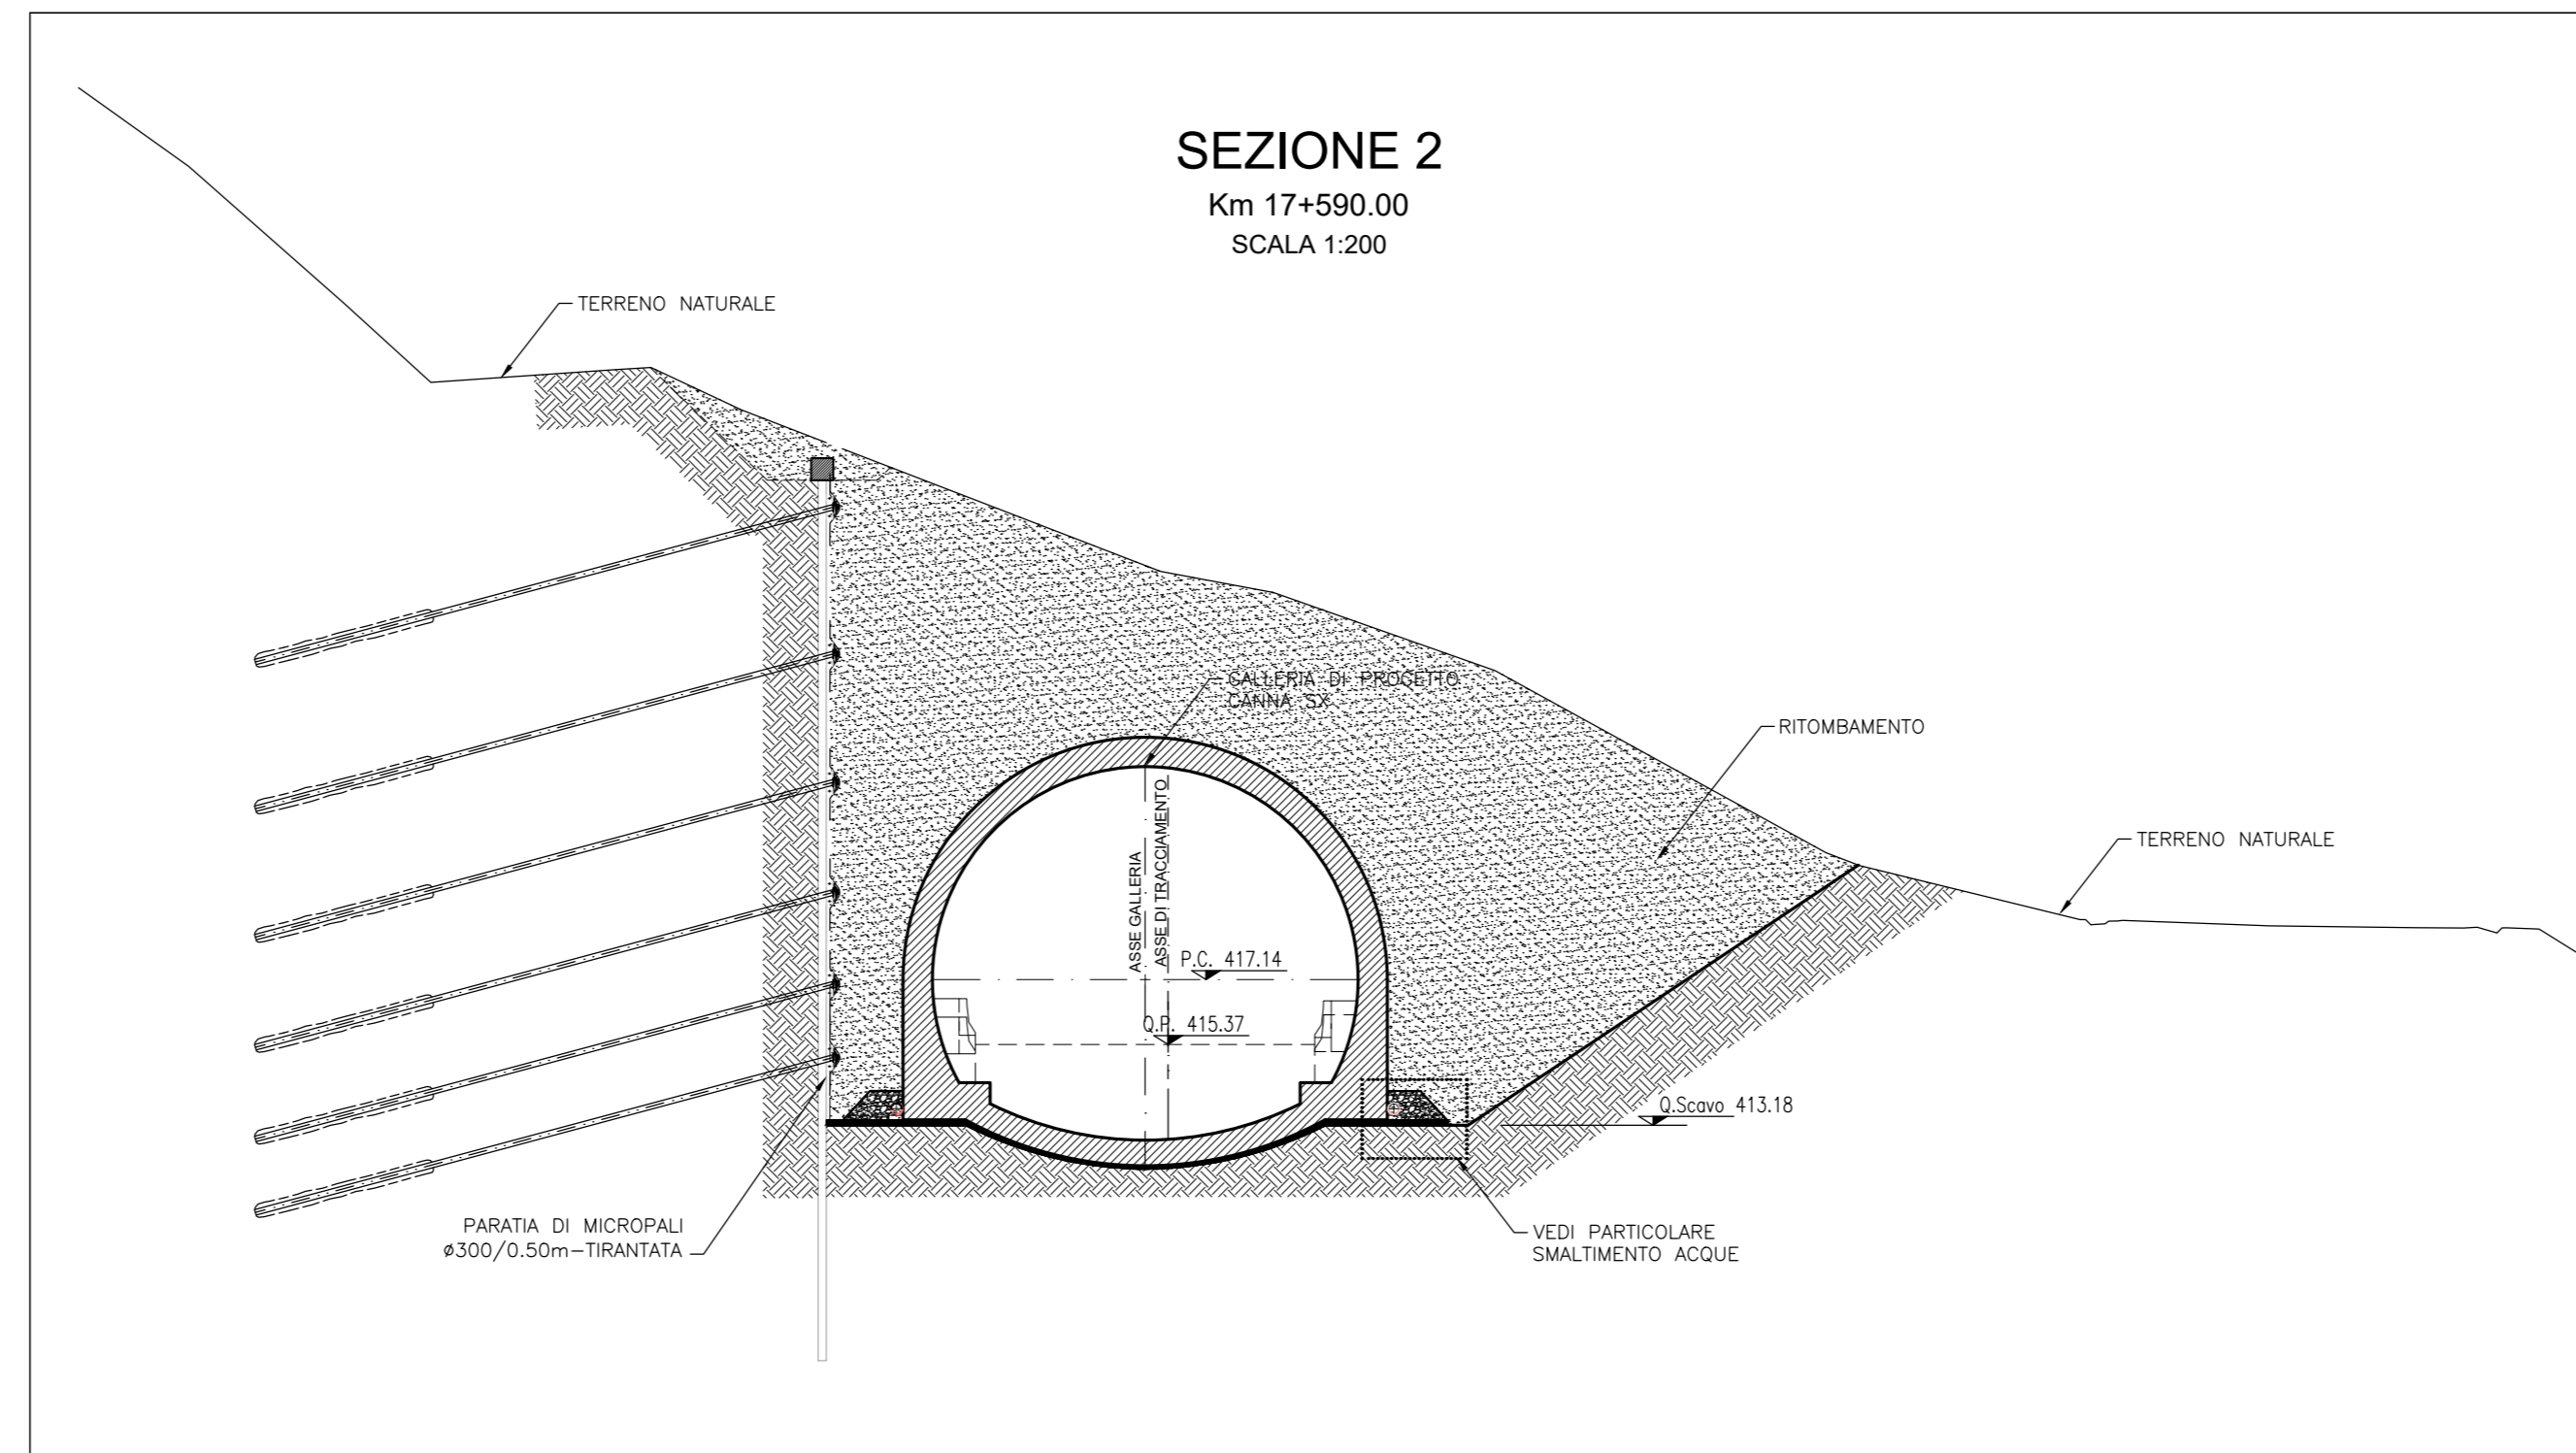 SEZIONE 2
Km 17+590.00
SCALA 1:200
TERRENO NATURALE
GALLERIA DI PROGETTO
CANNA SX
RITOMBAMENTO
TERRENO NATURALE
ASSE GALLERIA
ASSE DI TRACCIAMENTO
P.C. 417.14
Q.P. 415.37
Q.Scavo 413.18
PARATIA DI MICROPALI
ø300/0.50m-TIRANTATA
VEDI PARTICOLARE
SMALTIMENTO ACQUE